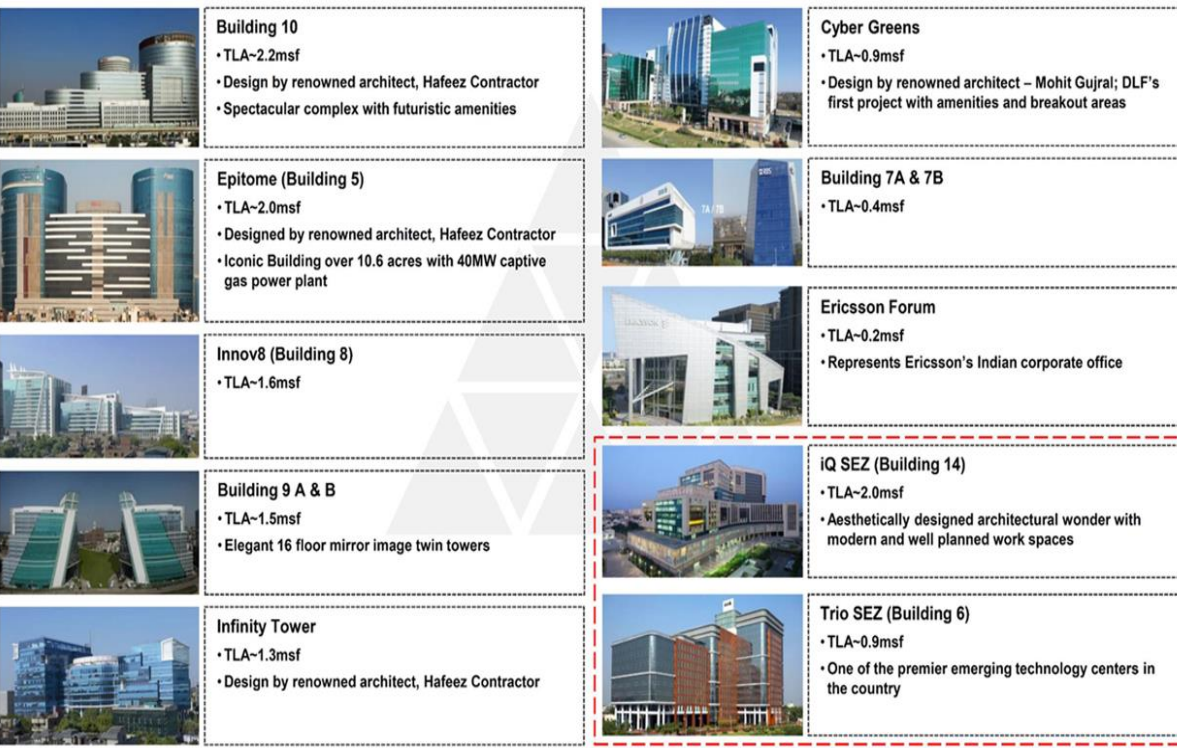 Building 10
• TLA~2.2msf
• Design by renowned architect, Hafeez Contractor
• Spectacular complex with futuristic amenities
Epitome (Building 5)
• TLA~2.0msf
• Designed by renowned architect, Hafeez Contractor
• Iconic Building over 10.6 acres with 40MW captive
gas power plant
Innov8 (Building 8)
• TLA~1.6msf
Building 9 A & B
• TLA~1.5msf
• Elegant 16 floor mirror image twin towers
Infinity Tower
• TLA~1.3msf
• Design by renowned architect, Hafeez Contractor
Cyber Greens
• TLA~0.9msf
• Design by renowned architect – Mohit Gujral; DLF's
first project with amenities and breakout areas
7A / 7B
Building 7A & 7B
• TLA~0.4msf
ERICSSON
Ericsson Forum
• TLA~0.2msf
• Represents Ericsson's Indian corporate office
iQ SEZ (Building 14)
• TLA~2.0msf
• Aesthetically designed architectural wonder with
modern and well planned work spaces
Trio SEZ (Building 6)
• TLA~0.9msf
• One of the premier emerging technology centers in
the country